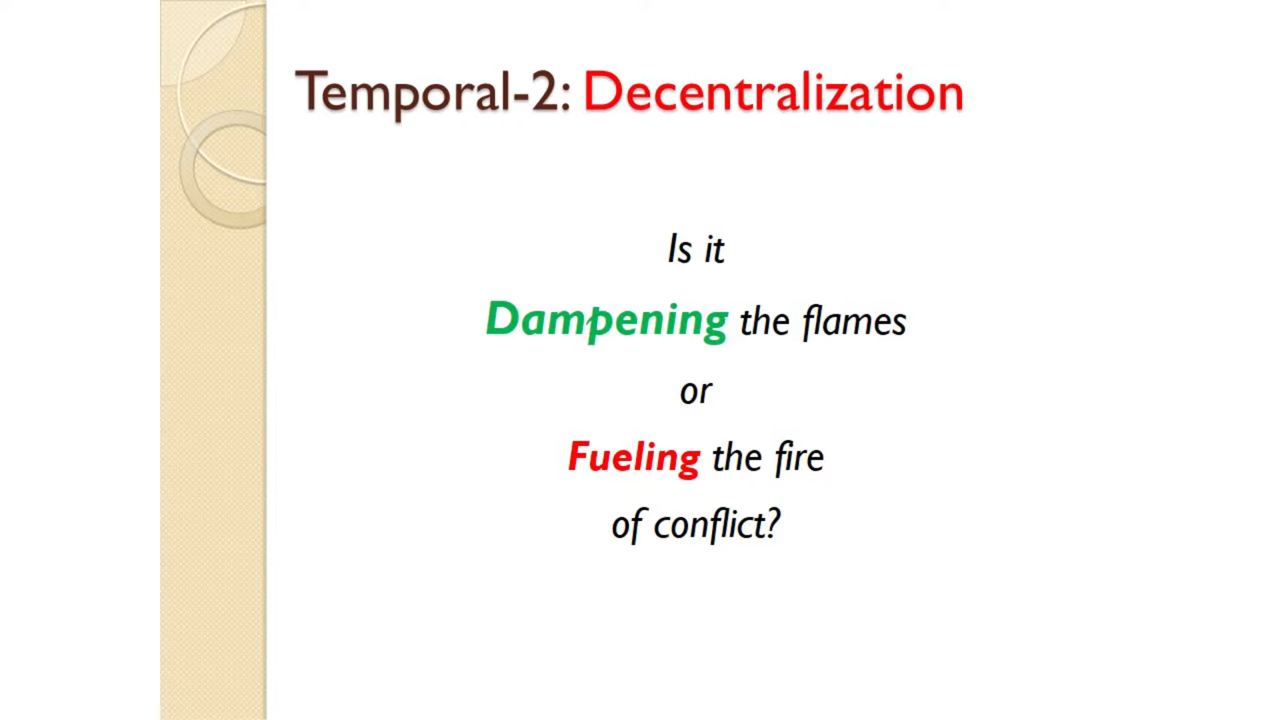 Temporal-2: Decentralization
Is it
Dampening the flames
or
Fueling the fire
of conflict?